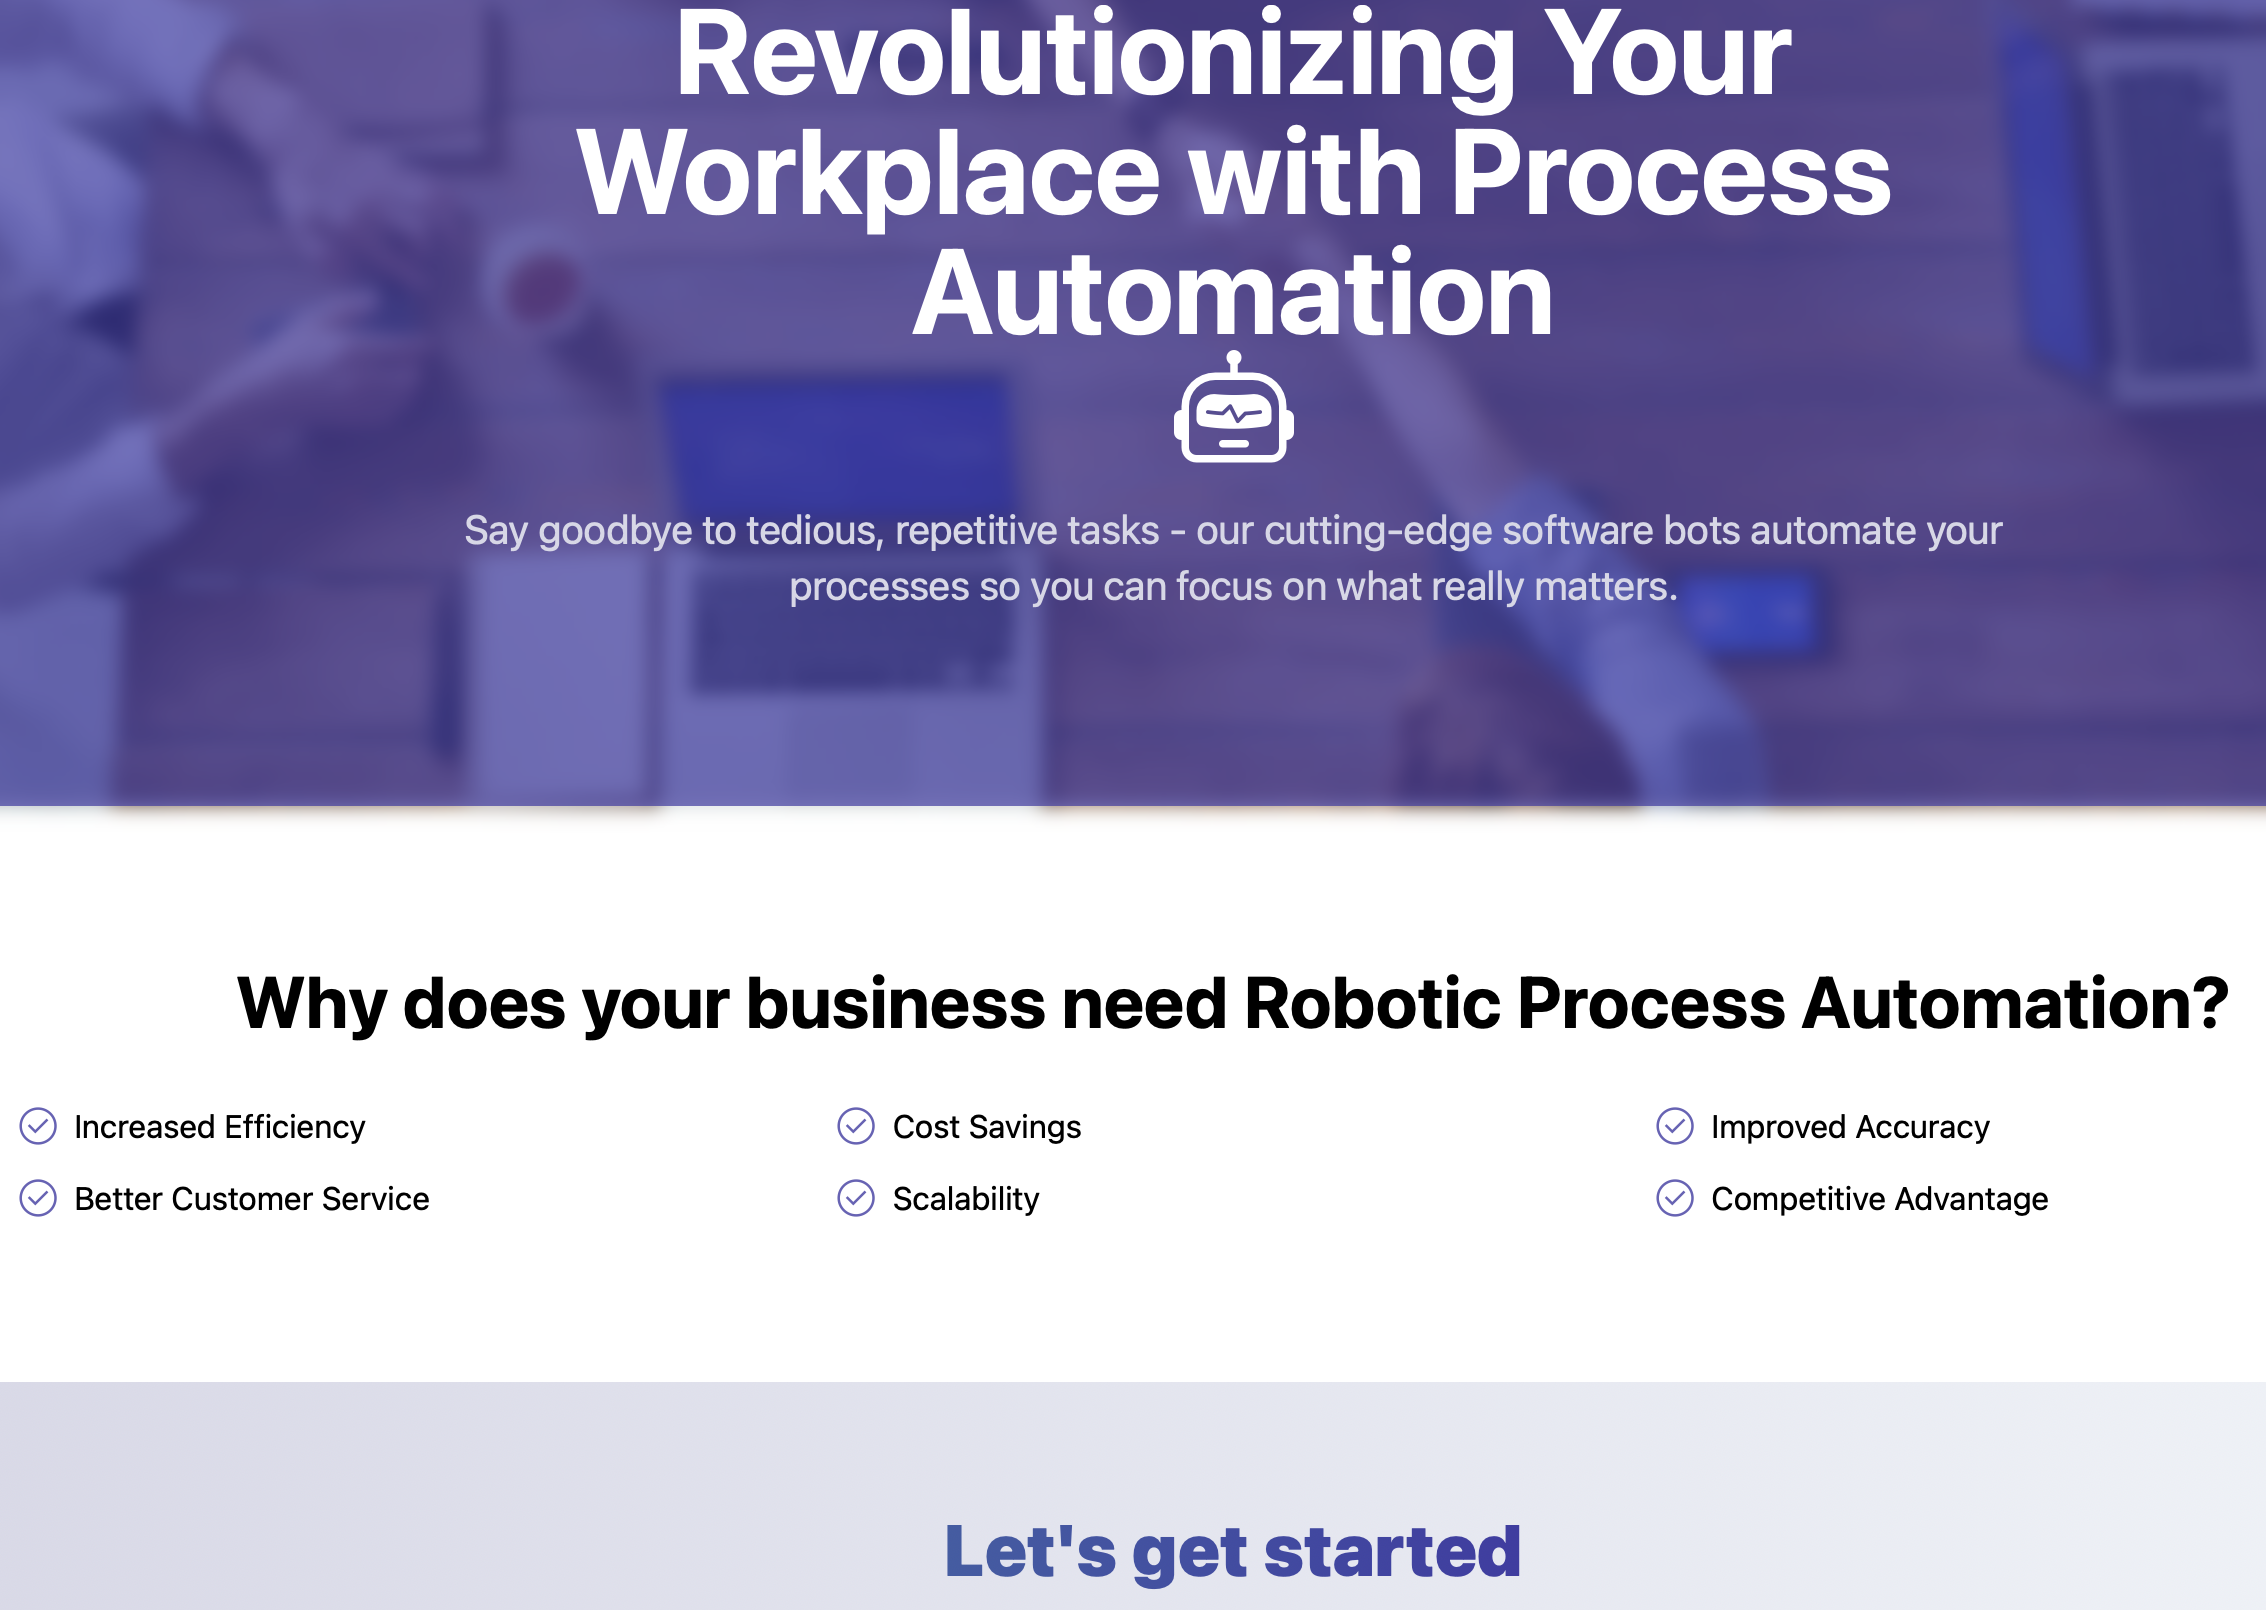 Revolutionizing Your
Workplace with Process
Automation
Say goodbye to tedious, repetitive tasks - our cutting-edge software bots automate your
processes so you can focus on what really matters.
Why does your business need Robotic Process Automation?
Increased Efficiency
Cost Savings
Improved Accuracy
Better Customer Service
Scalability
Competitive Advantage
Let's get started